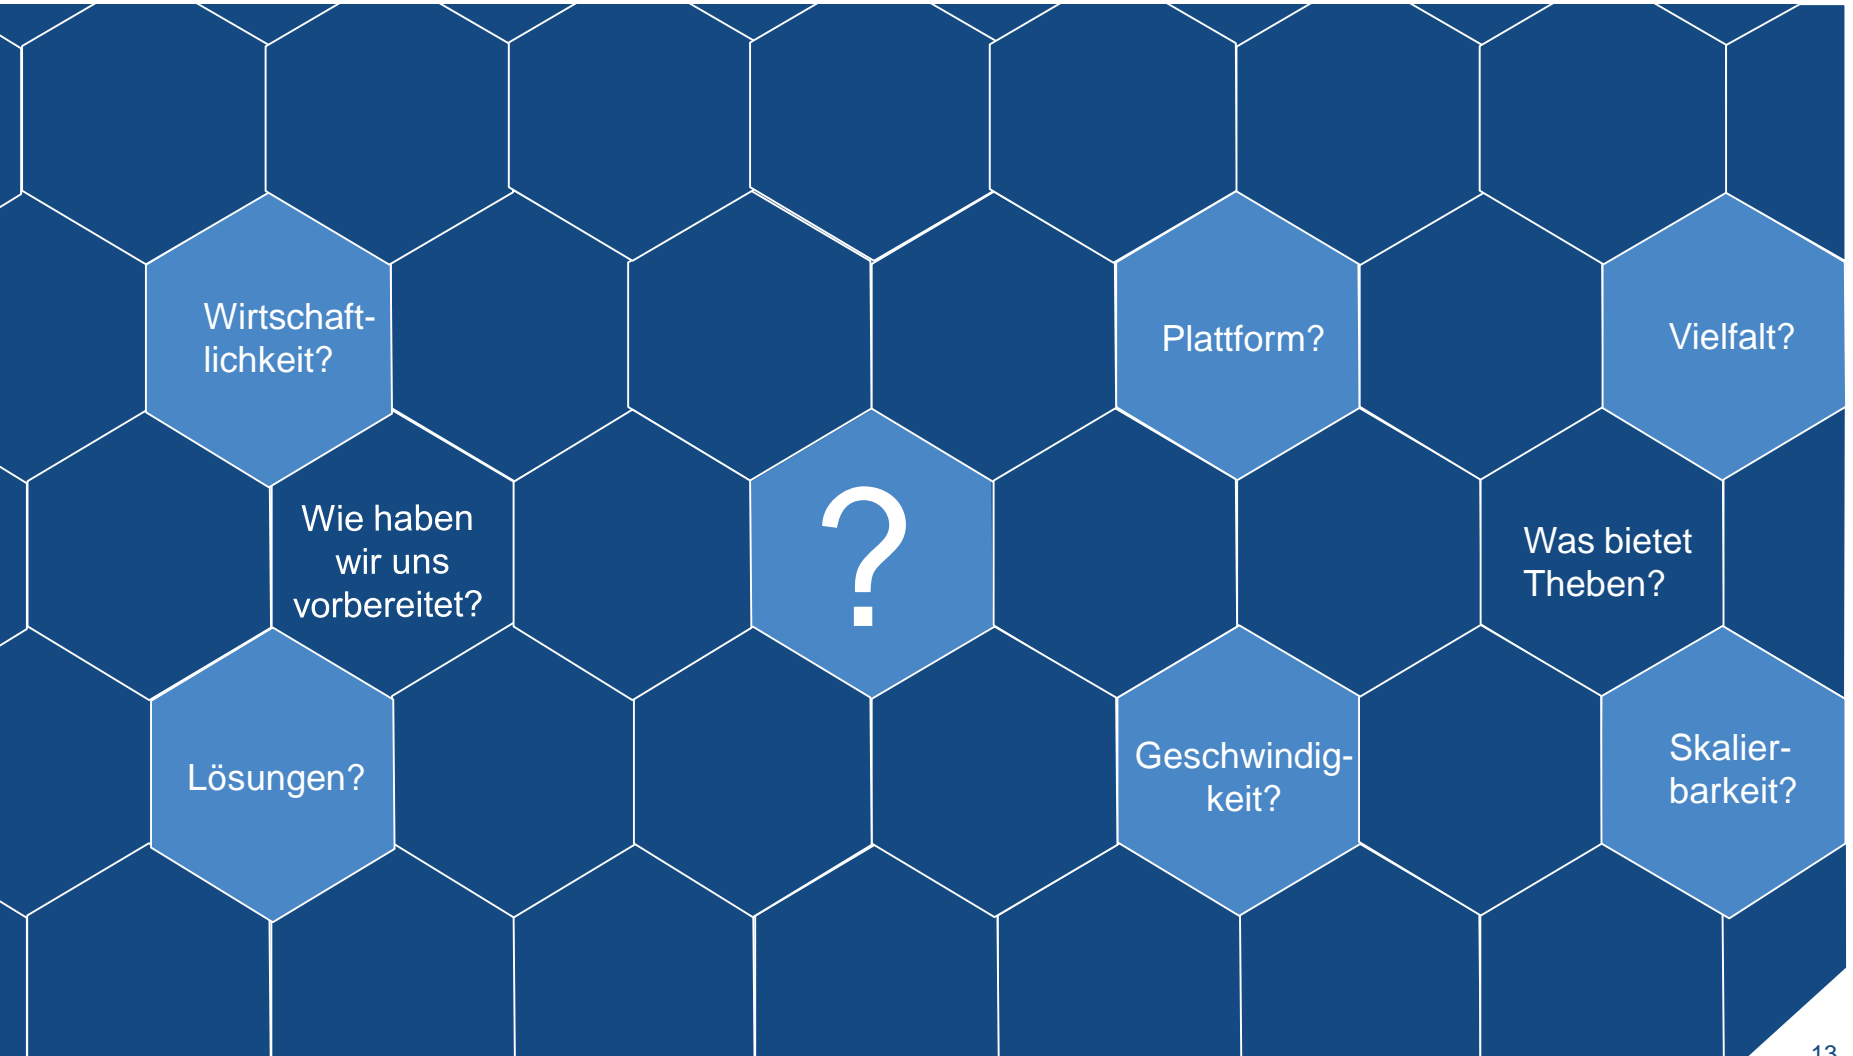 Wirtschaft-
lichkeit?
Plattform?
Vielfalt?
Wie haben
wir uns
vorbereitet?
?
Was bietet
Theben?
Lösungen?
Geschwindig-
keit?
Skalier-
barkeit?
13